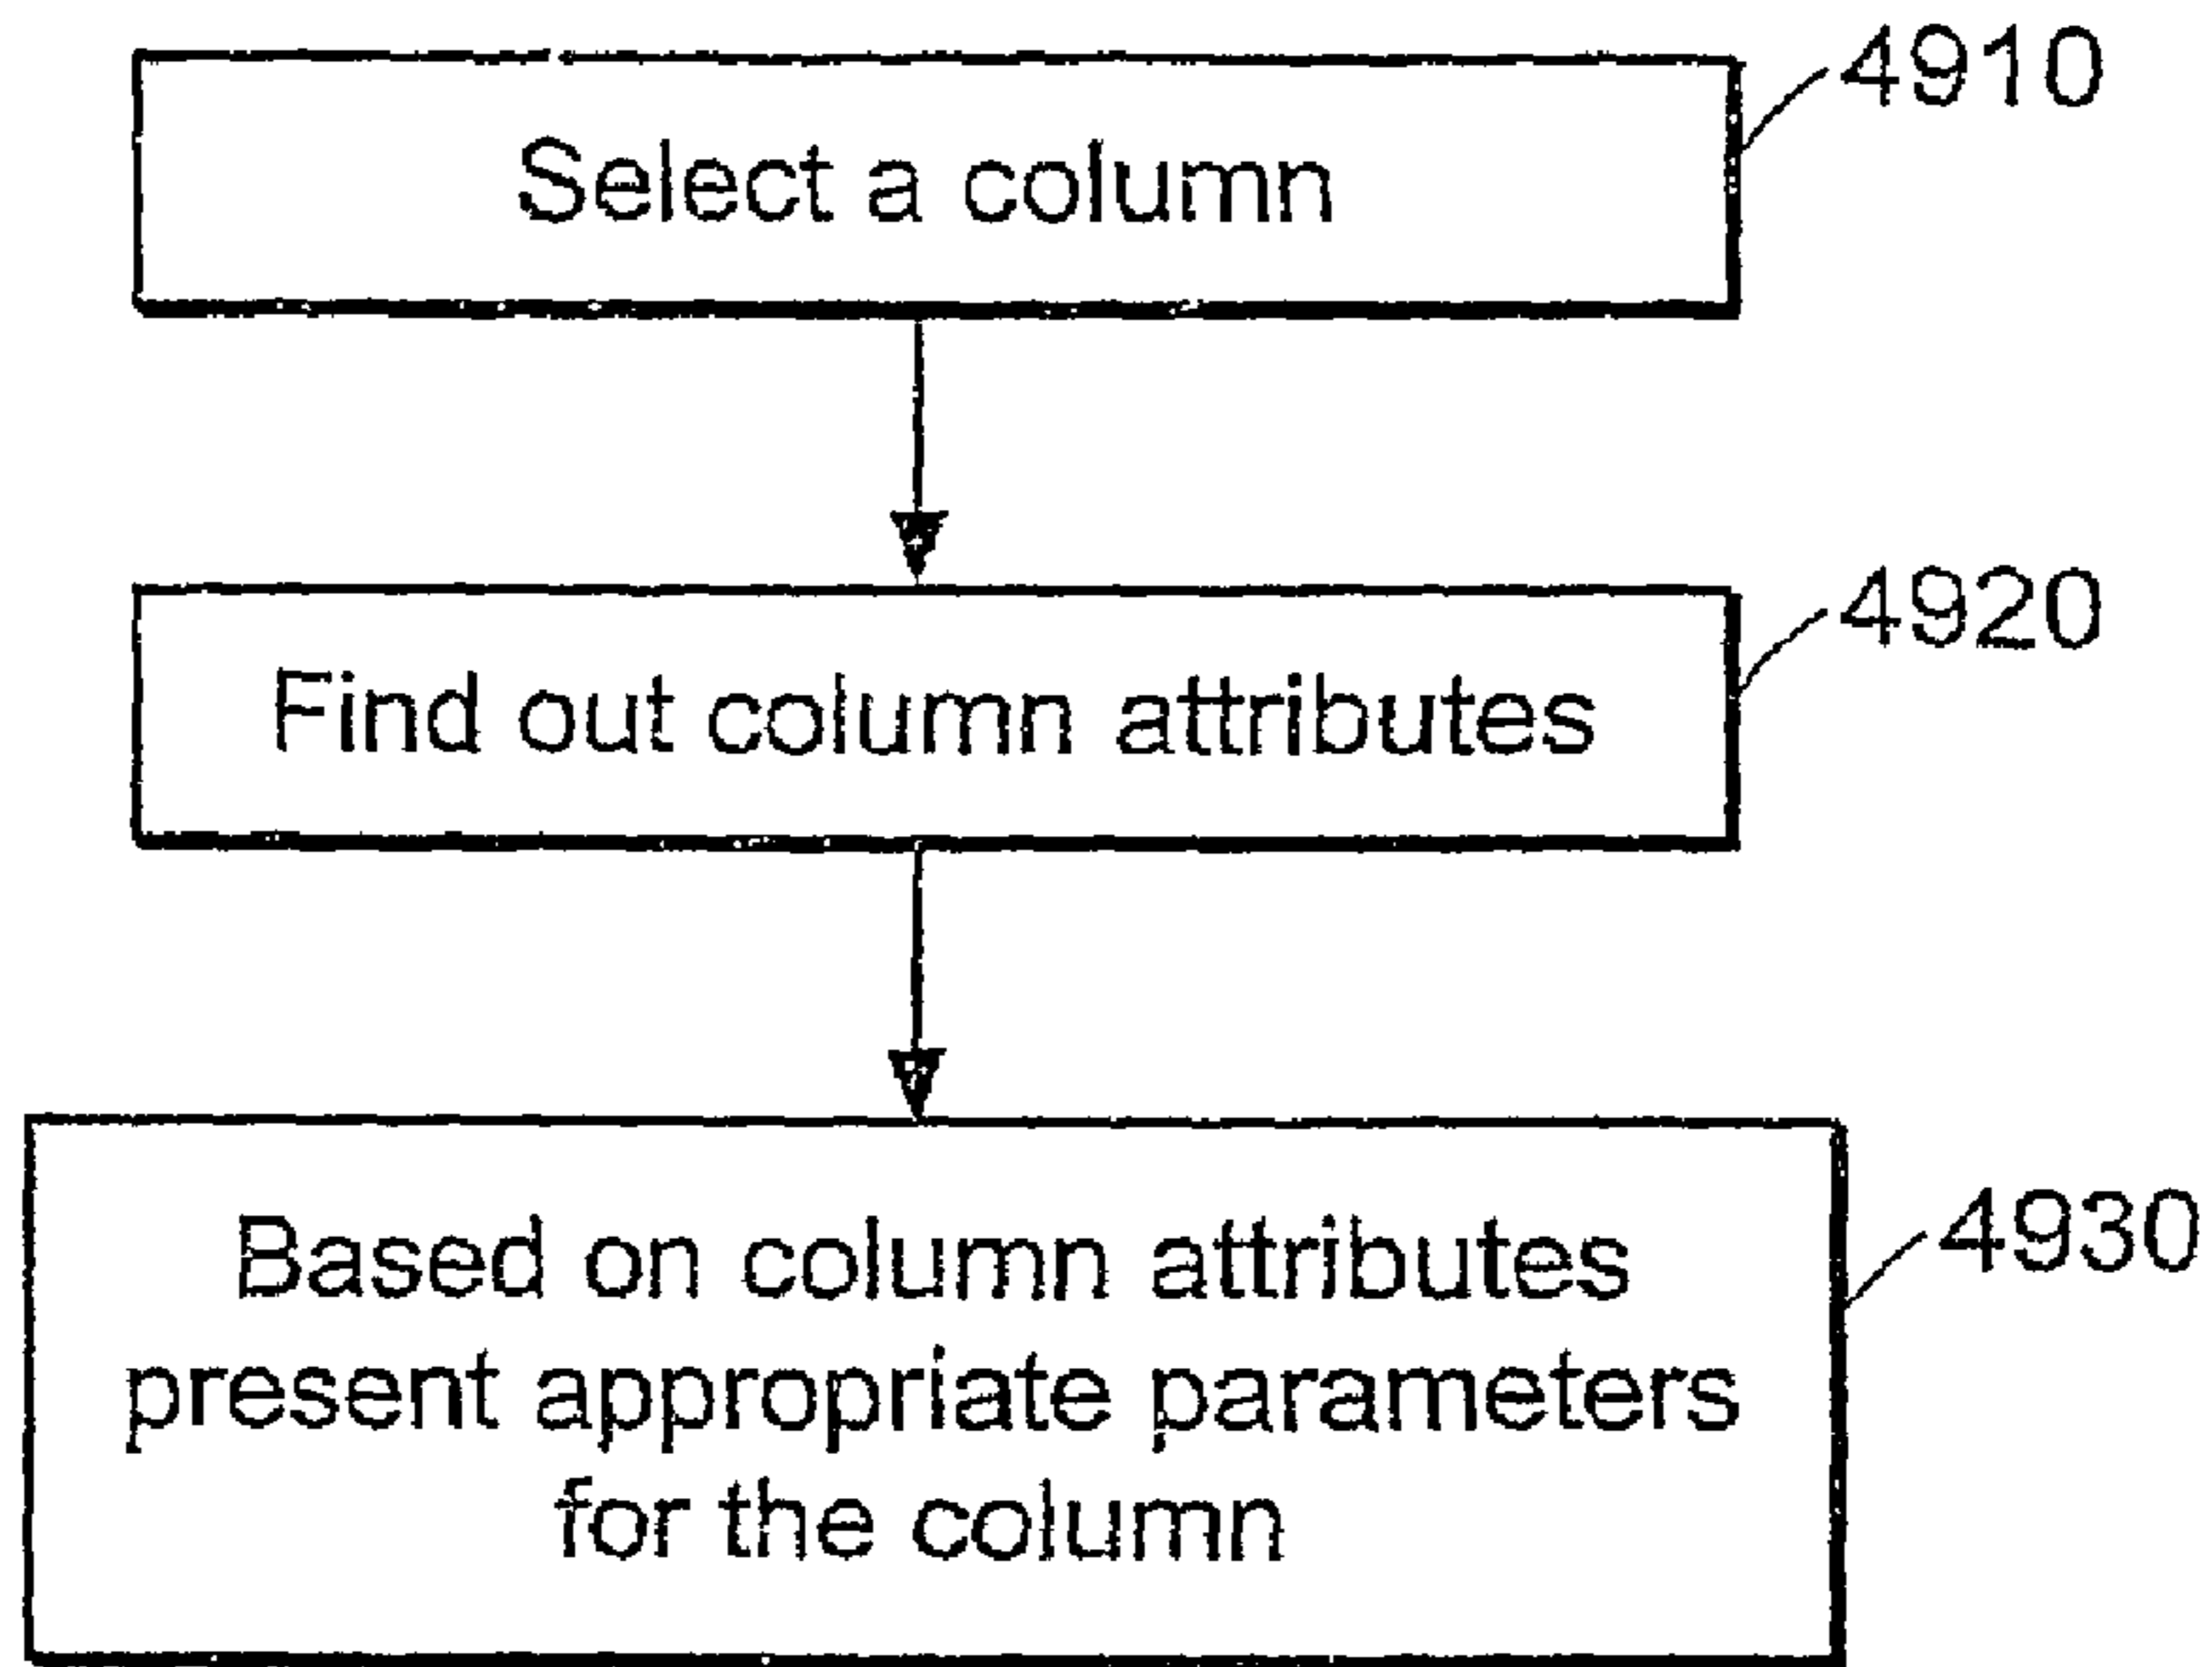 4910
Select a column
4920
Find out column attributes
4930
Based on column attributes
present appropriate parameters
for the column